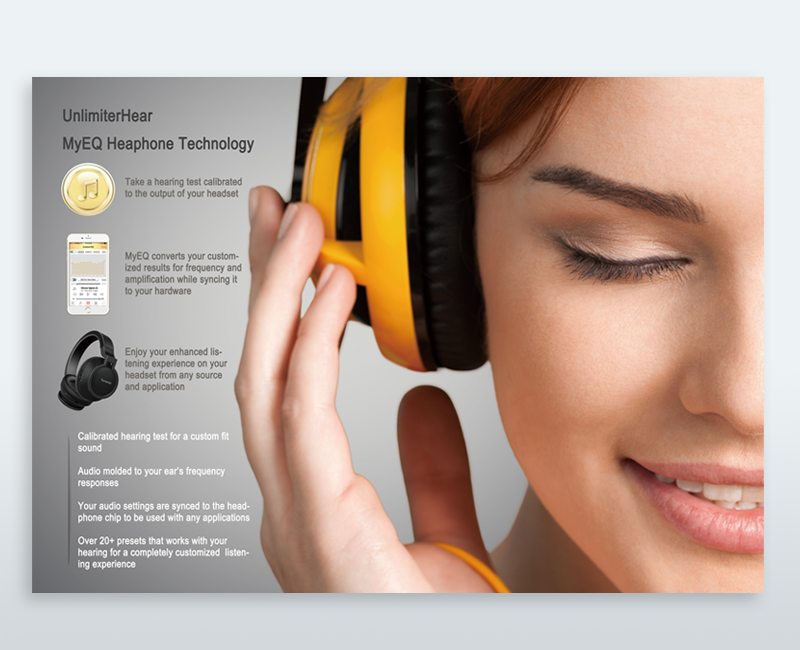 UnlimiterHear
MyEQ Heaphone Technology
Take a hearing test calibrated
to the output of your headset
MyEQ converts your custom-
ized results for frequency and
amplification while syncing it
to your hardware
Enjoy your enhanced lis-
tening experience on your
headset from any source
and application
Calibrated hearing test for a custom fit
sound
Audio molded to your ear's frequency
responses
Your audio settings are synced to the head-
phone chip to be used with any applications
Over 20+ presets that works with your
hearing for a completely customized listen-
ing experience